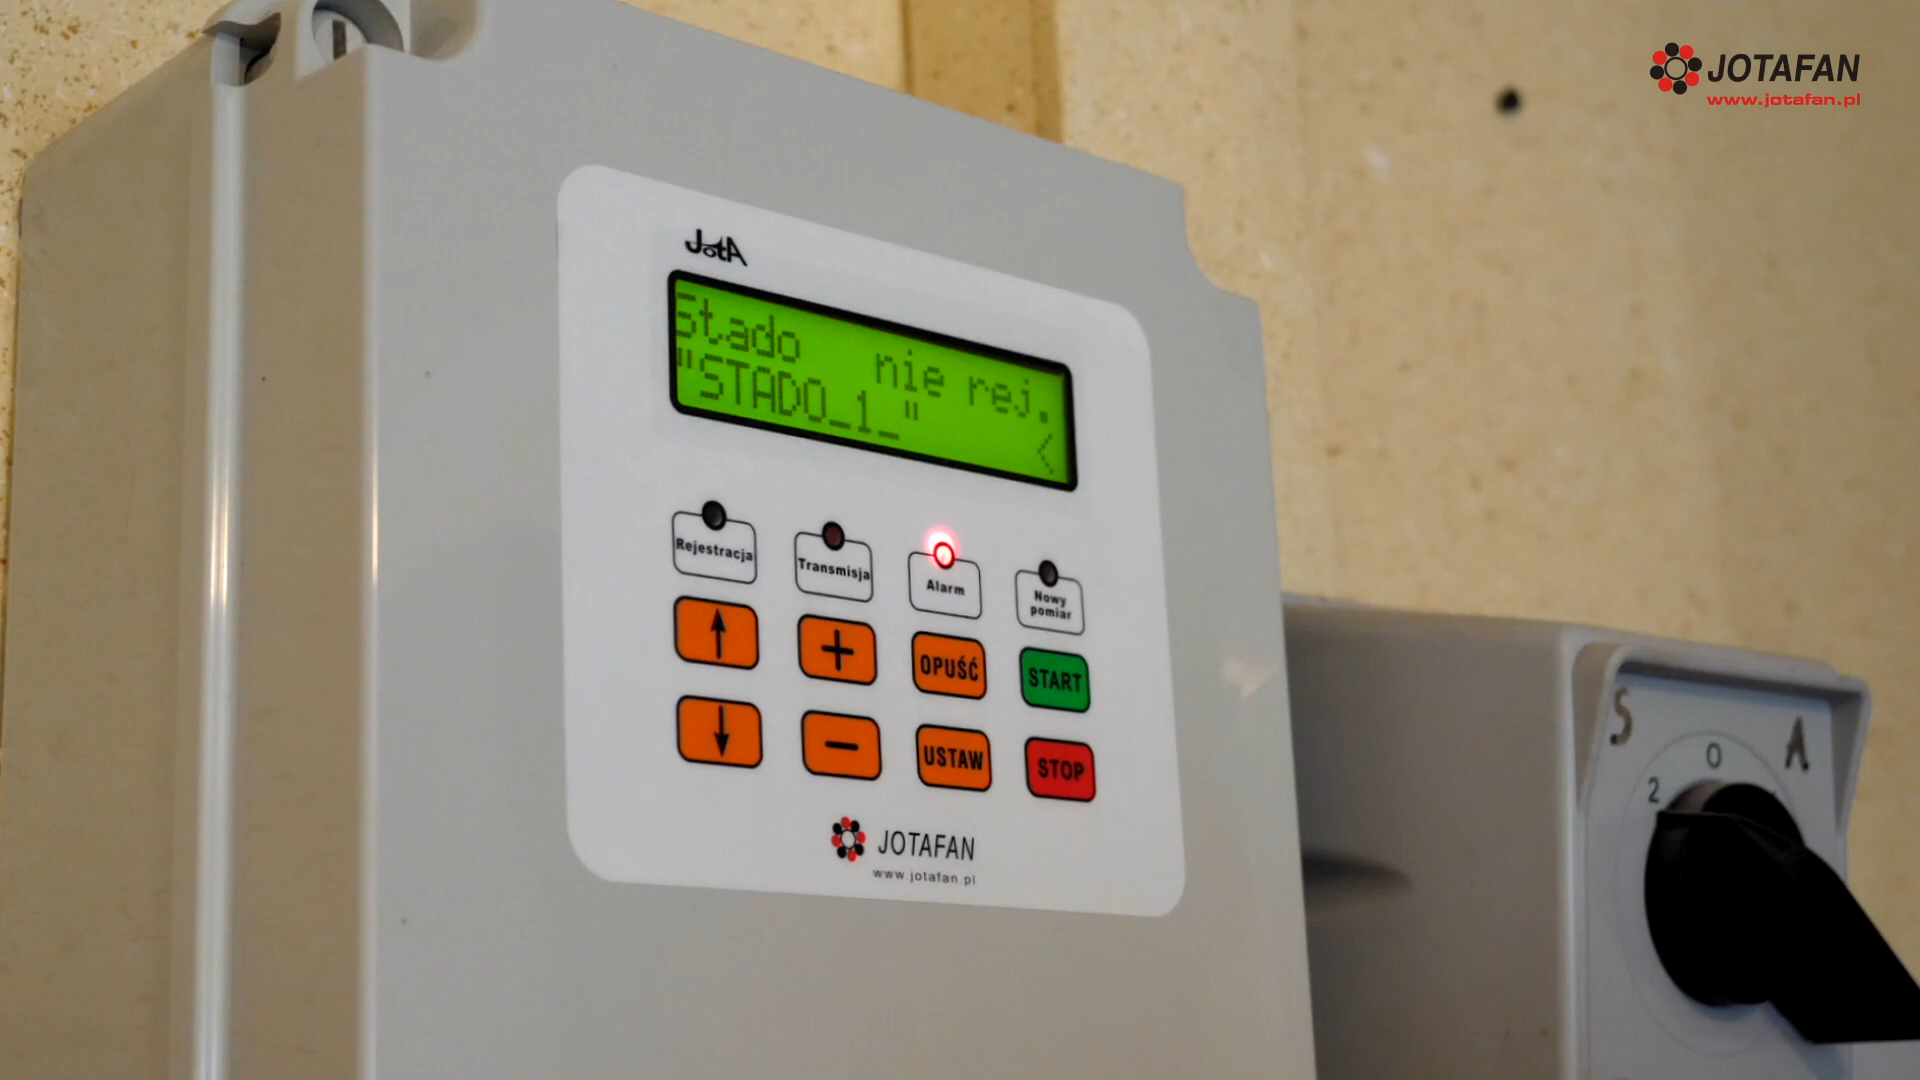 JOTAFAN
www.jotafan.pl
JotA
Stado nie rej.
"STADO_1_" <
Rejestracja
Transmisja
Alarm
Nowy
pomiar
↑ + OPUŚĆ START
↓ - USTAW STOP
JOTAFAN
www.jotafan.pl
S 0 A
2